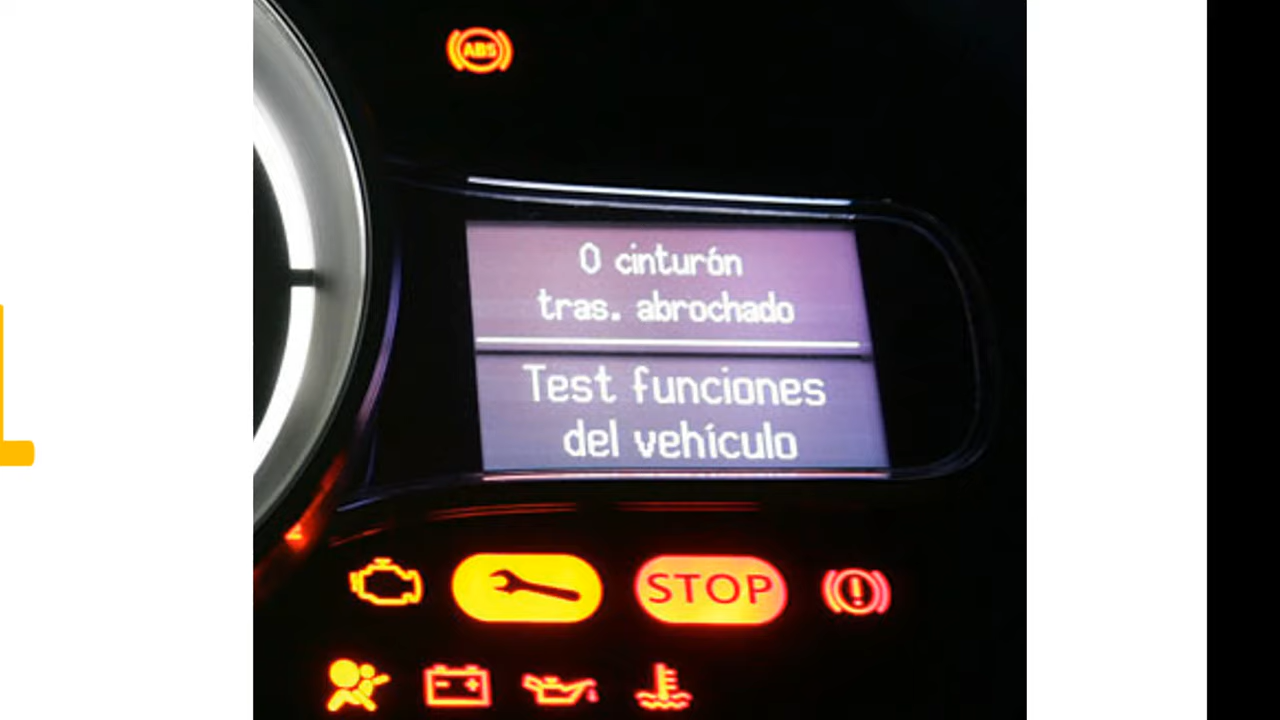 ABS
0 cinturón
tras. abrochado
Test funciones
del vehículo
STOP